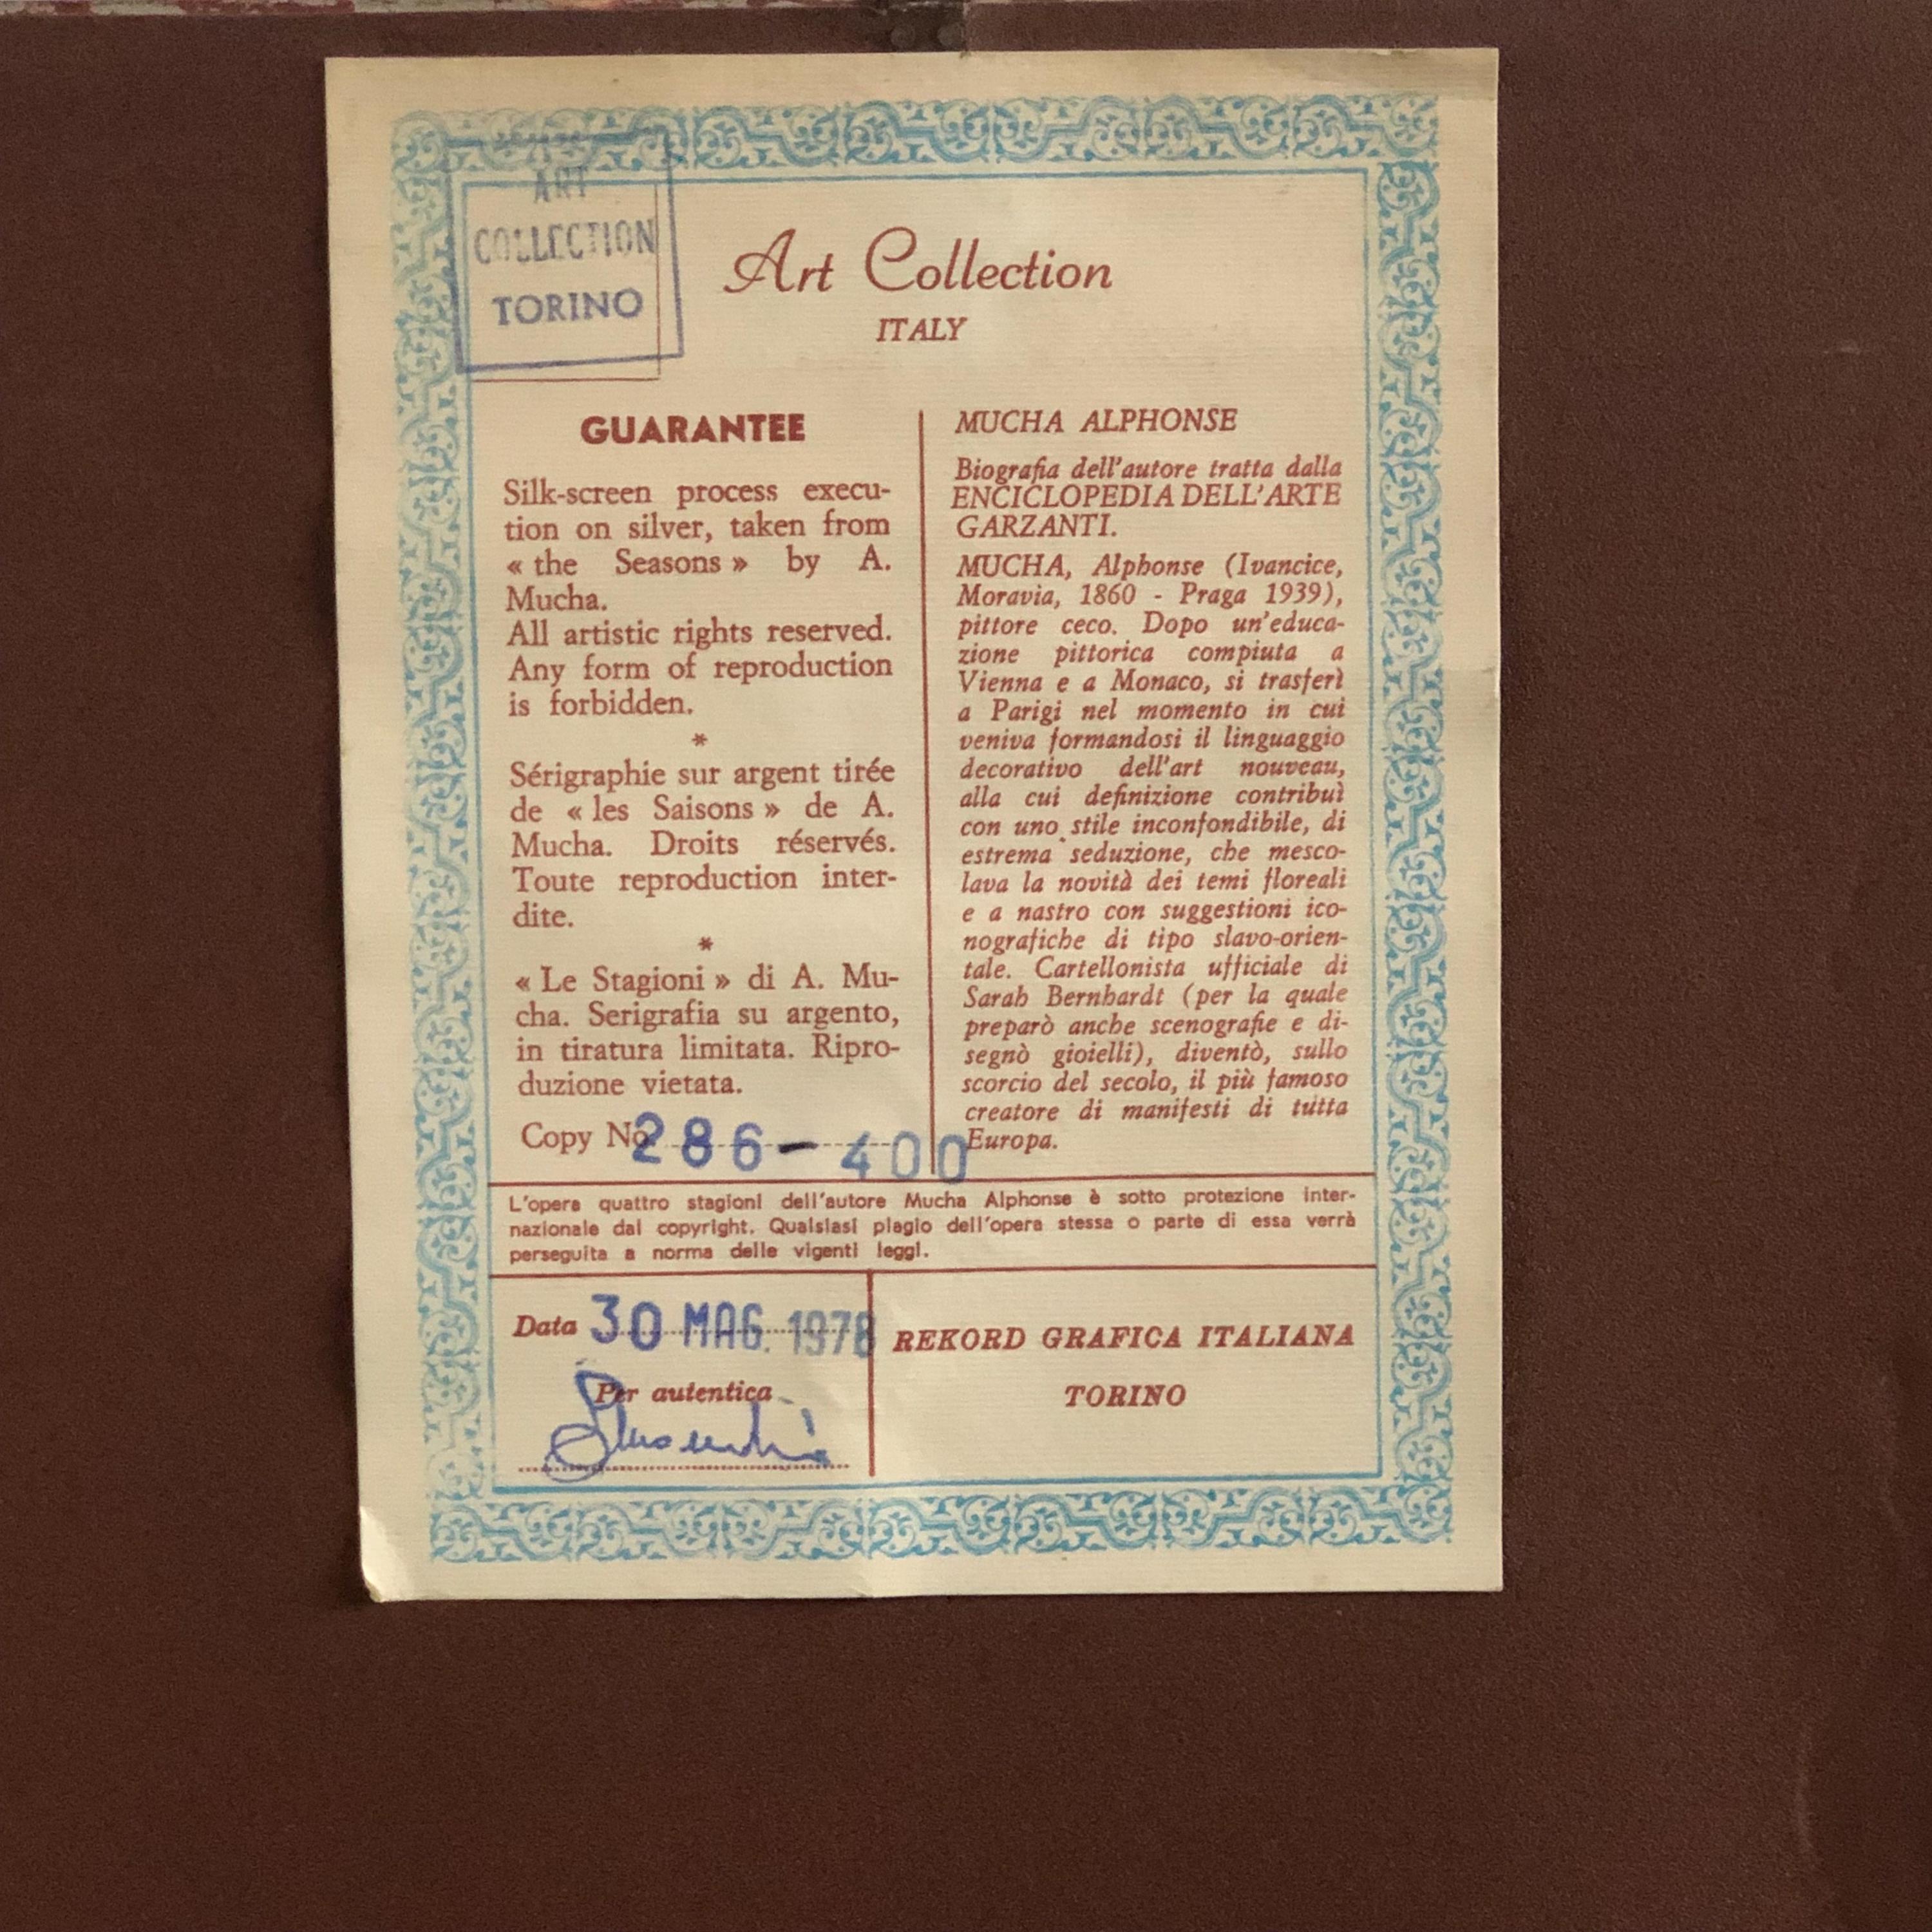 ART
COLLECTION
TORINO
Art Collection
ITALY
GUARANTEE
Silk-screen process execu-
tion on silver, taken from
« the Seasons » by A.
Mucha.
All artistic rights reserved.
Any form of reproduction
is forbidden.
*
Sérigraphie sur argent tirée
de « les Saisons » de A.
Mucha. Droits réservés.
Toute reproduction inter-
dite.
*
« Le Stagioni » di A. Mu-
cha. Serigrafia su argento,
in tiratura limitata. Ripro-
duzione vietata.
Copy No 286-400
MUCHA ALPHONSE
Biografia dell'autore tratta dalla
ENCICLOPEDIA DELL'ARTE
GARZANTI.
MUCHA, Alphonse (Ivancice,
Moravia, 1860 - Praga 1939),
pittore ceco. Dopo un'educa-
zione pittorica compiuta a
Vienna e a Monaco, si trasferì
a Parigi nel momento in cui
veniva formandosi il linguaggio
decorativo dell'art nouveau,
alla cui definizione contribuì
con uno stile inconfondibile, di
estrema seduzione, che mesco-
lava la novità dei temi floreali
e a nastro con suggestioni ico-
nografiche di tipo slavo-orien-
tale. Cartellonista ufficiale di
Sarah Bernhardt (per la quale
preparò anche scenografie e di-
segnò gioielli), diventò, sullo
scorcio del secolo, il più famoso
creatore di manifesti di tutta
Europa.
L'opera quattro stagioni dell'autore Mucha Alphonse è sotto protezione inter-
nazionale dal copyright. Qualsiasi plagio dell'opera stessa o parte di essa verrà
perseguita a norma delle vigenti leggi.
Data 30 MAG. 1978
Per autentica
REKORD GRAFICA ITALIANA
TORINO